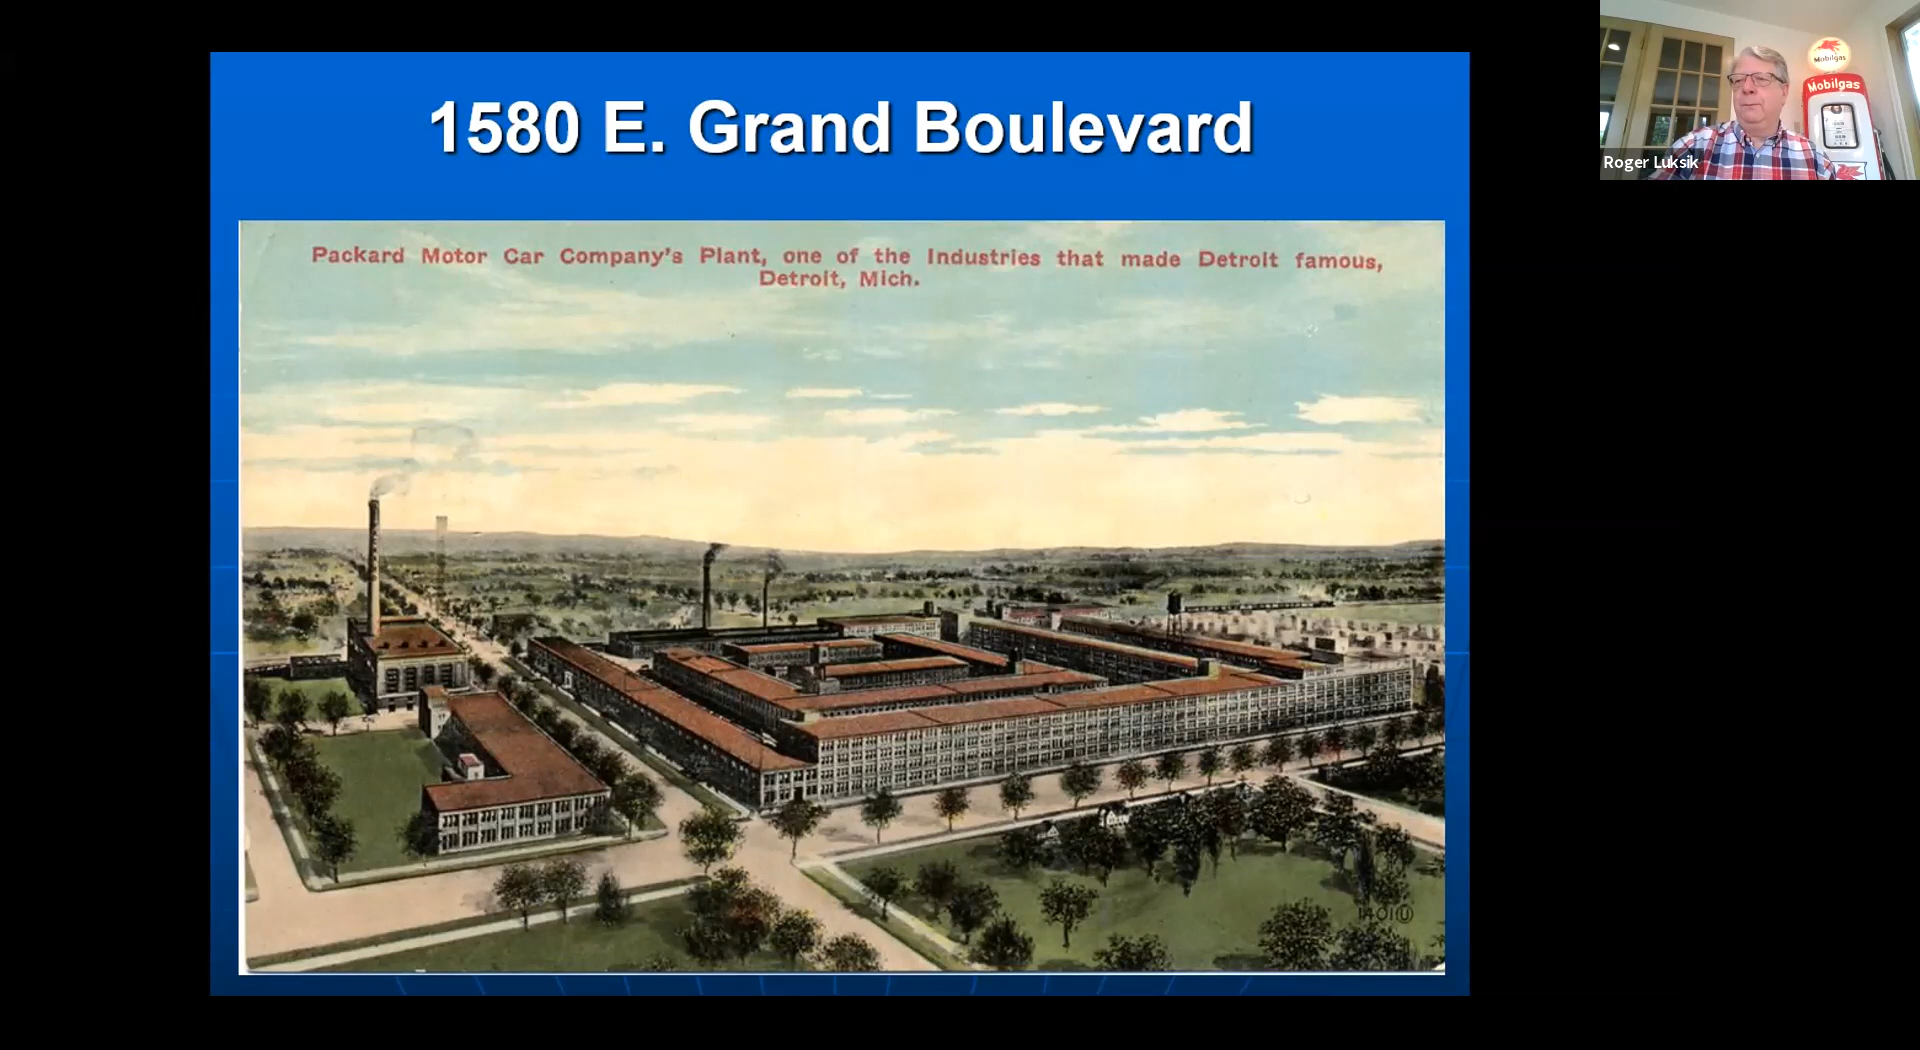 1580 E. Grand Boulevard
Packard Motor Car Company's Plant, one of the Industries that made Detroit famous,
Detroit, Mich.
1401U
Mobilgas
Mobilgas
Roger Luksik